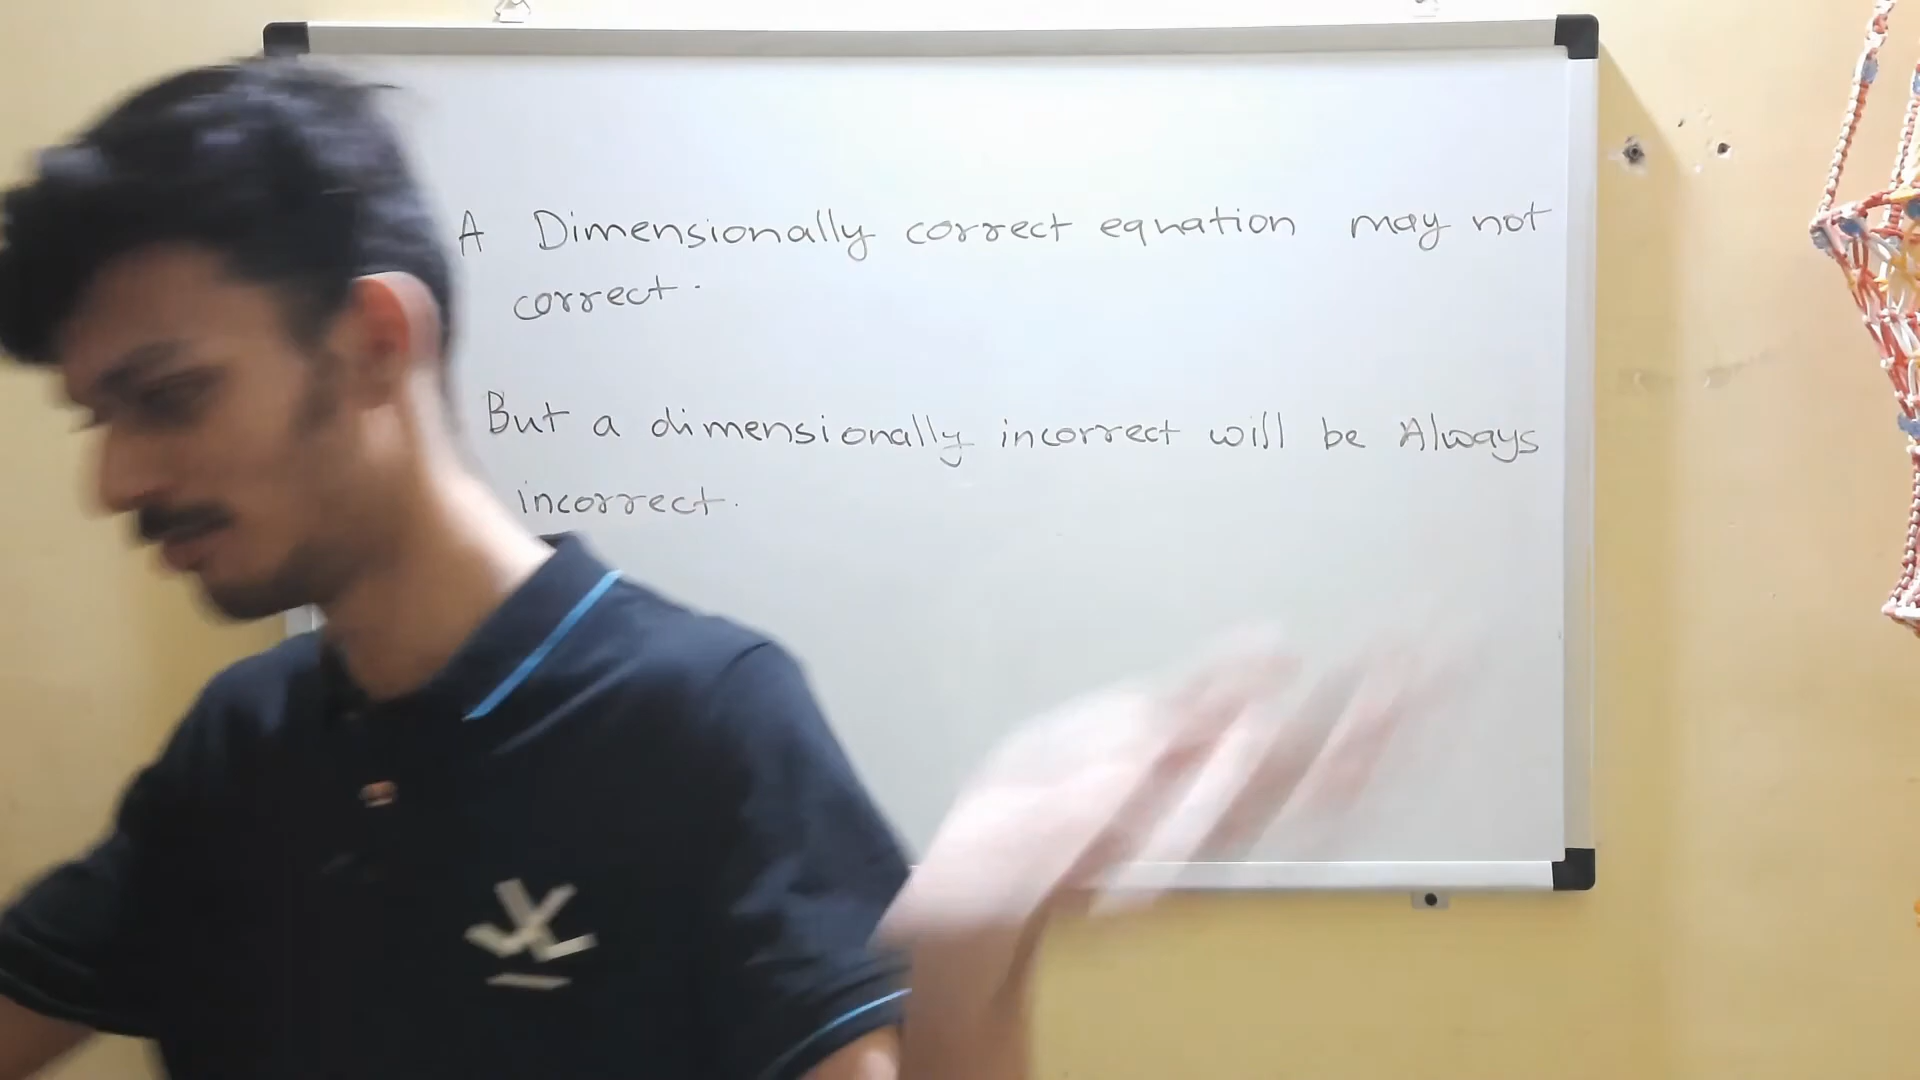 A Dimensionally correct equation may not
correct.
But a dimensionally incorrect will be Always
incorrect.